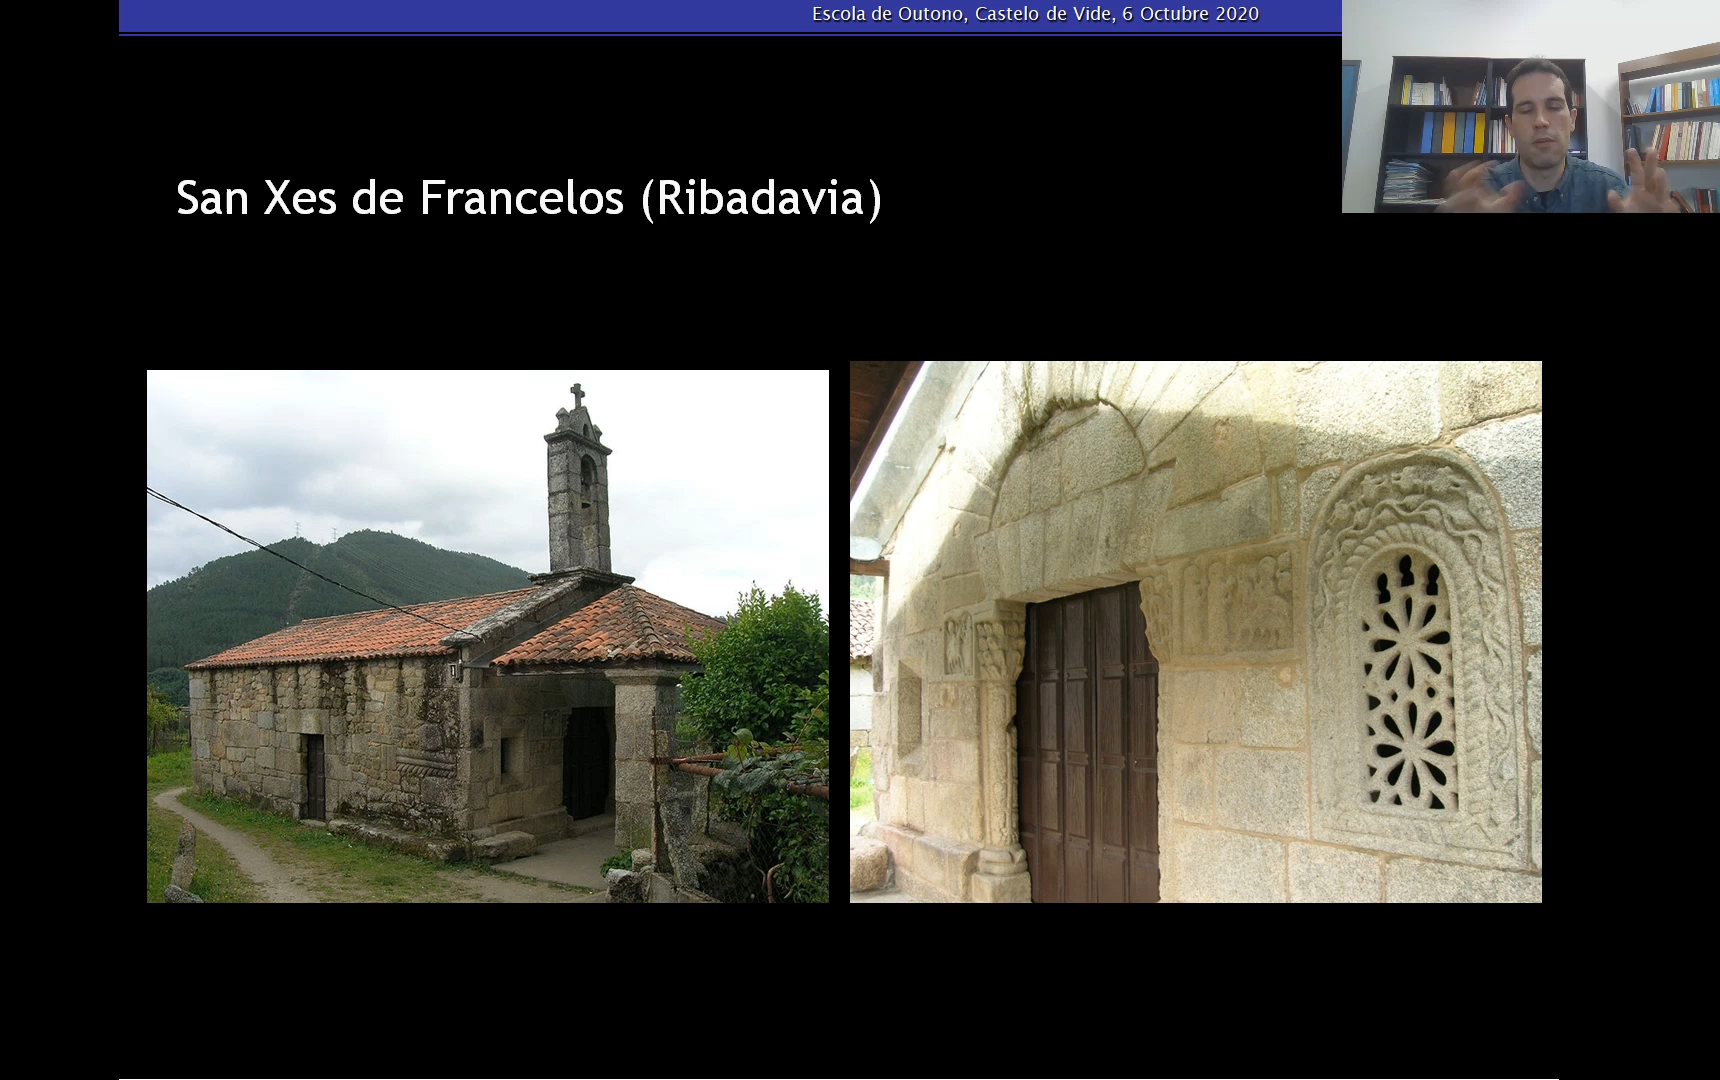 Escola de Outono, Castelo de Vide, 6 Octubre 2020
San Xes de Francelos (Ribadavia)